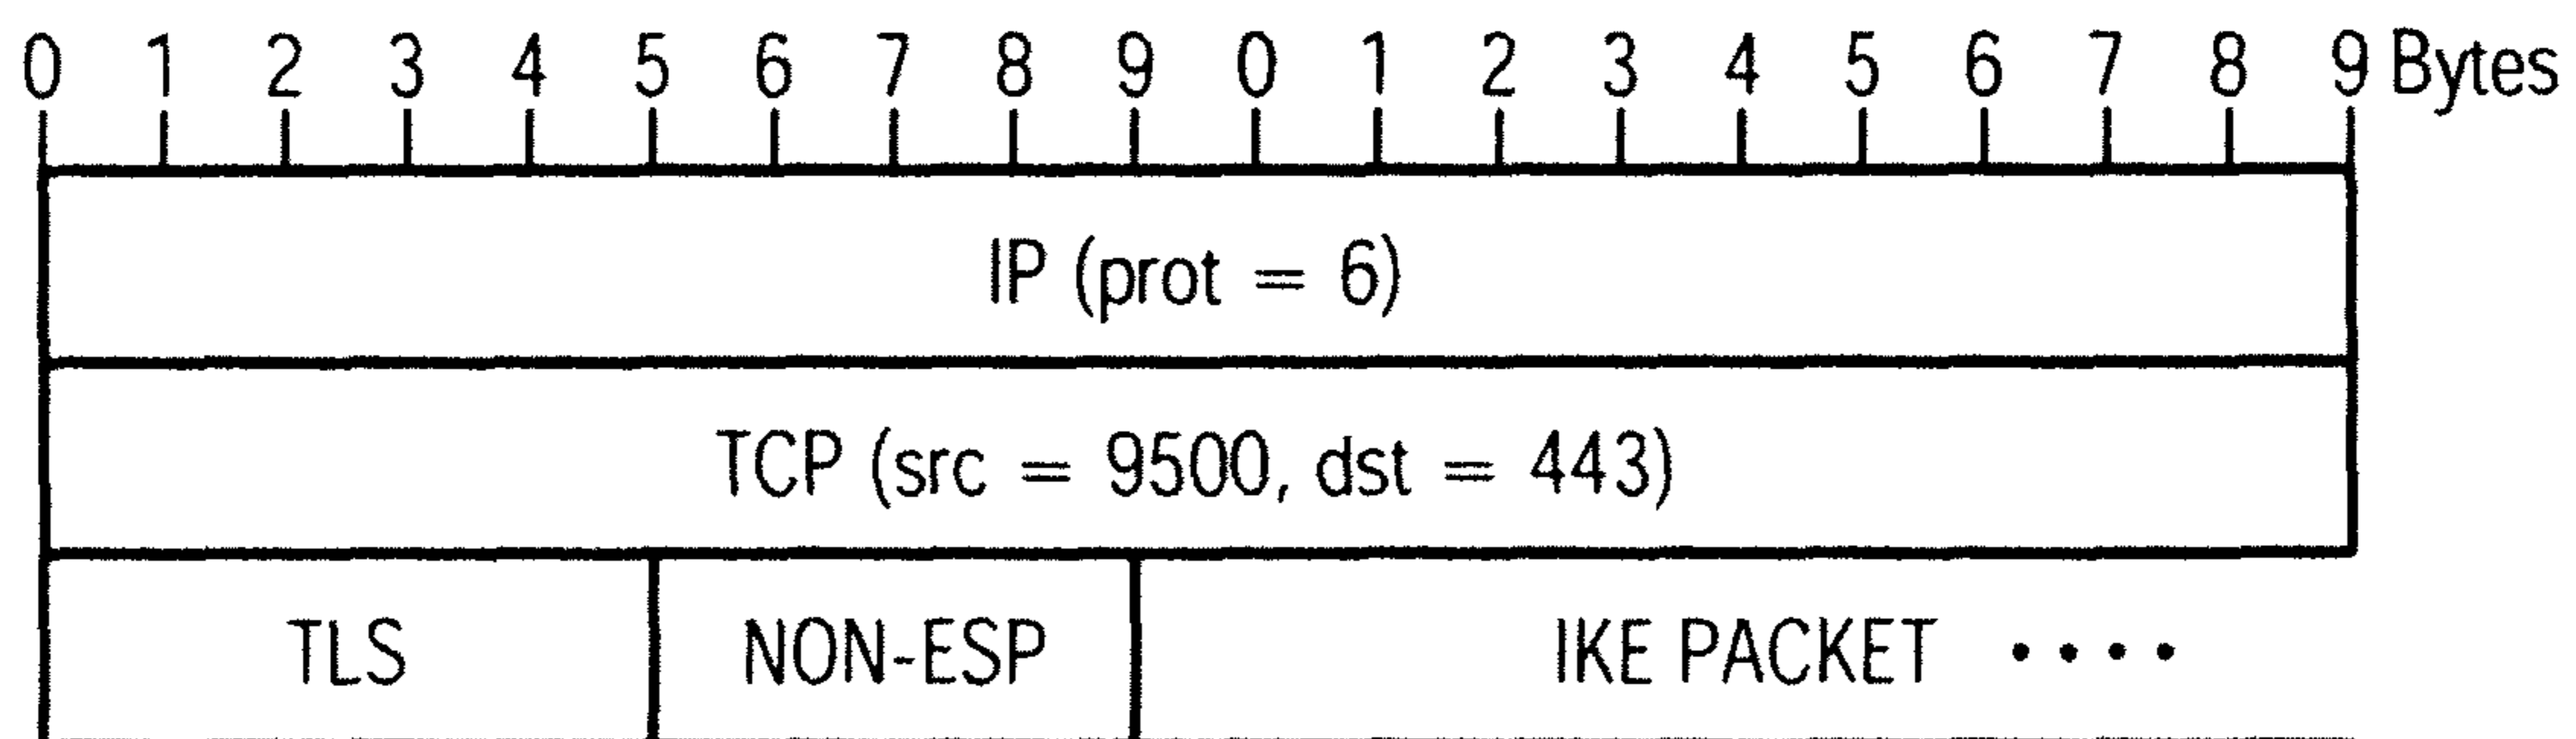 0 1 2 3 4 5 6 7 8 9 0 1 2 3 4 5 6 7 8 9 Bytes
IP (prot = 6)
TCP (src = 9500, dst = 443)
TLS NON-ESP IKE PACKET ····